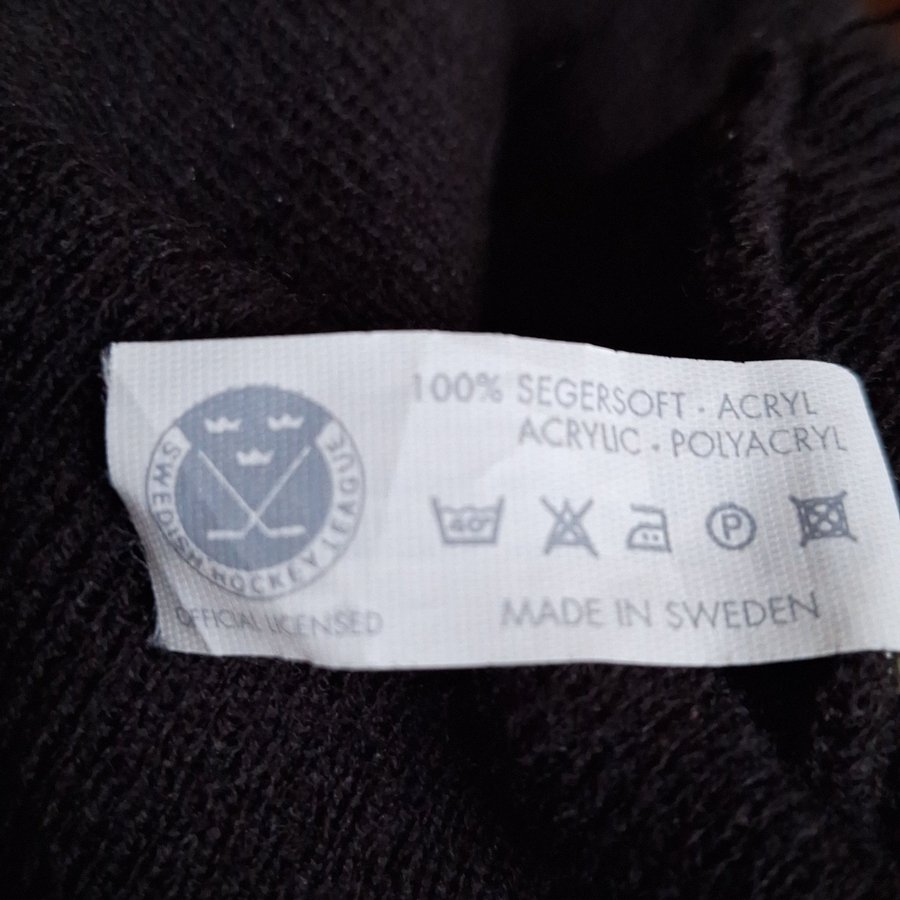 SWEDISH HOCKEY LEAGUE
OFFICIAL LICENSED
100% SEGERSOFT · ACRYL
ACRYLIC · POLYACRYL
40°
P
MADE IN SWEDEN